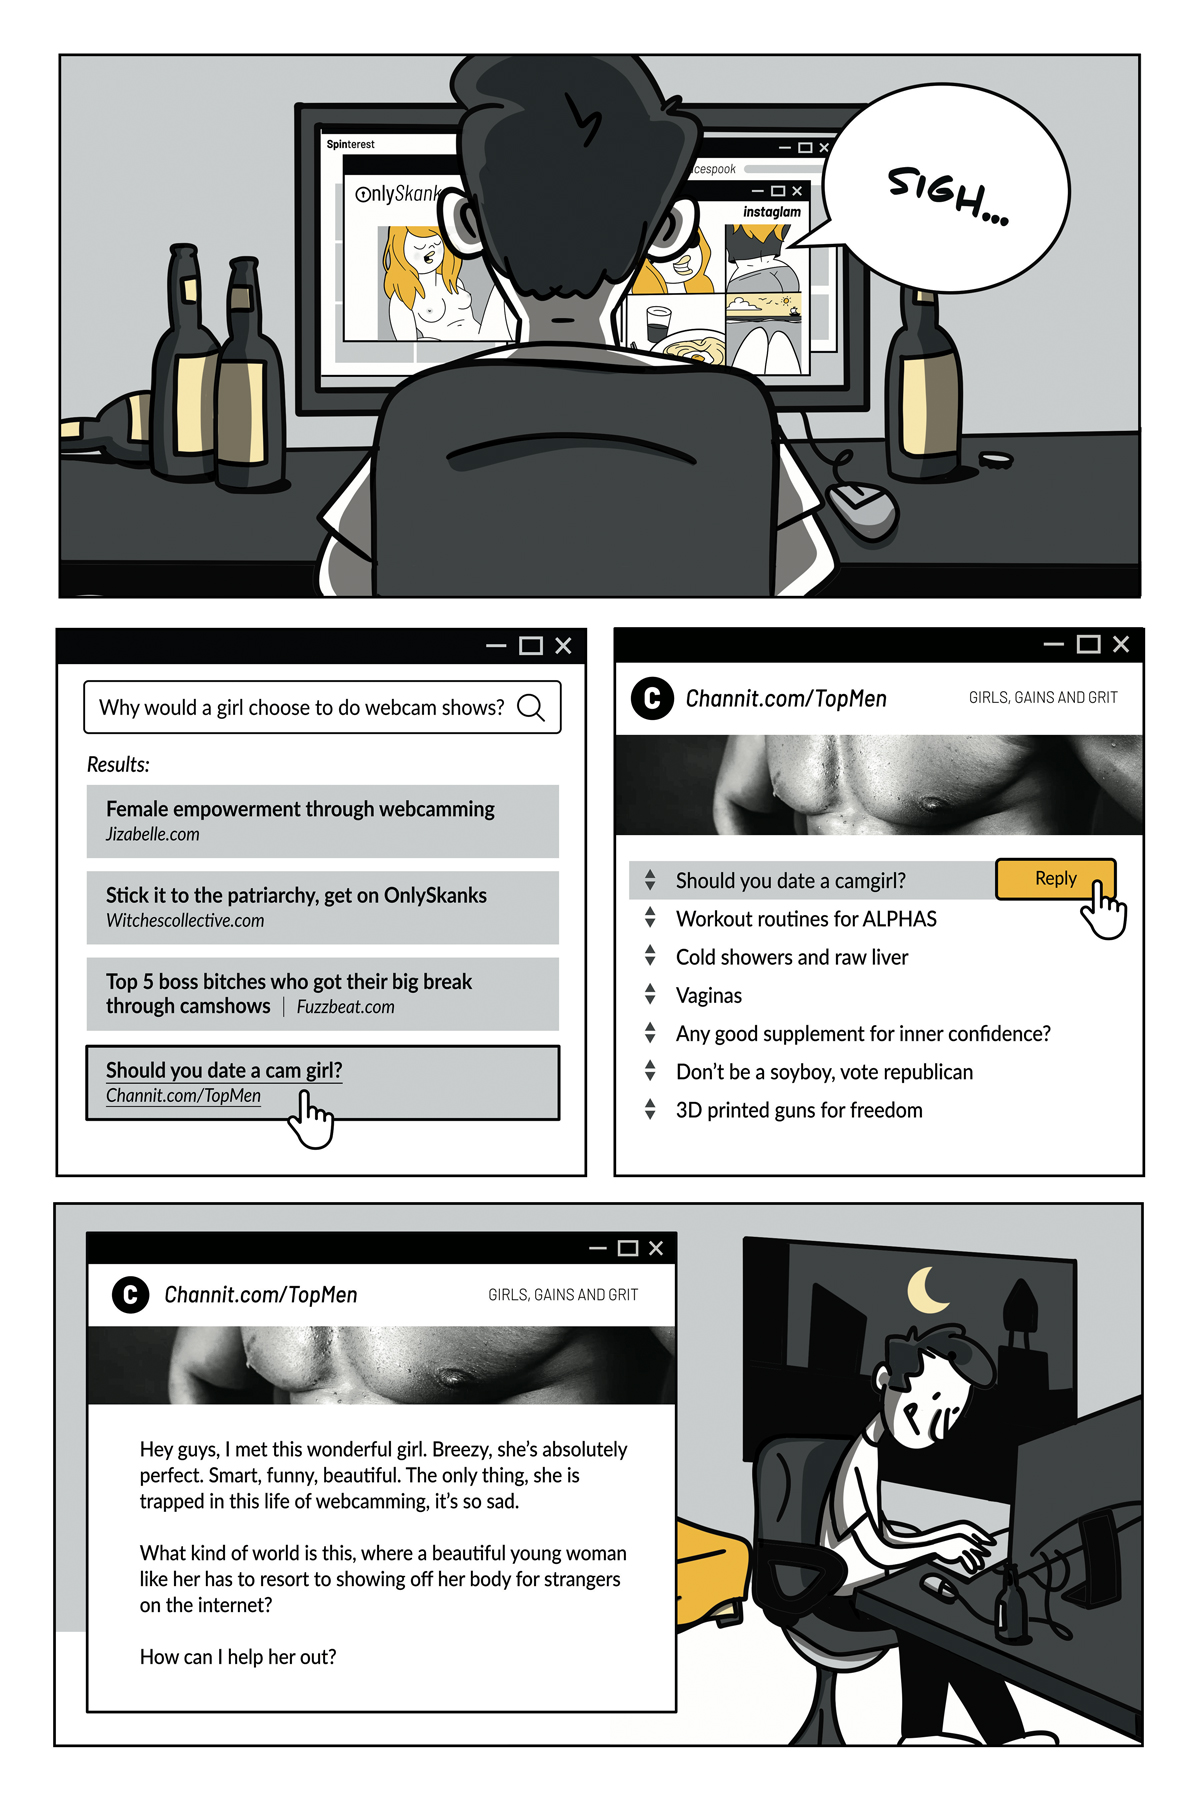 Spinterest
OnlySkank
cespook
instaglam
SIGH...
Why would a girl choose to do webcam shows?
Results:
Female empowerment through webcamming
Jizabelle.com
Stick it to the patriarchy, get on OnlySkanks
Witchescollective.com
Top 5 boss bitches who got their big break
through camshows | Fuzzbeat.com
Should you date a cam girl?
Channit.com/TopMen
C Channit.com/TopMen GIRLS, GAINS AND GRIT
Should you date a camgirl? Reply
Workout routines for ALPHAS
Cold showers and raw liver
Vaginas
Any good supplement for inner confidence?
Don't be a soyboy, vote republican
3D printed guns for freedom
C Channit.com/TopMen GIRLS, GAINS AND GRIT
Hey guys, I met this wonderful girl. Breezy, she's absolutely
perfect. Smart, funny, beautiful. The only thing, she is
trapped in this life of webcamming, it's so sad.
What kind of world is this, where a beautiful young woman
like her has to resort to showing off her body for strangers
on the internet?
How can I help her out?